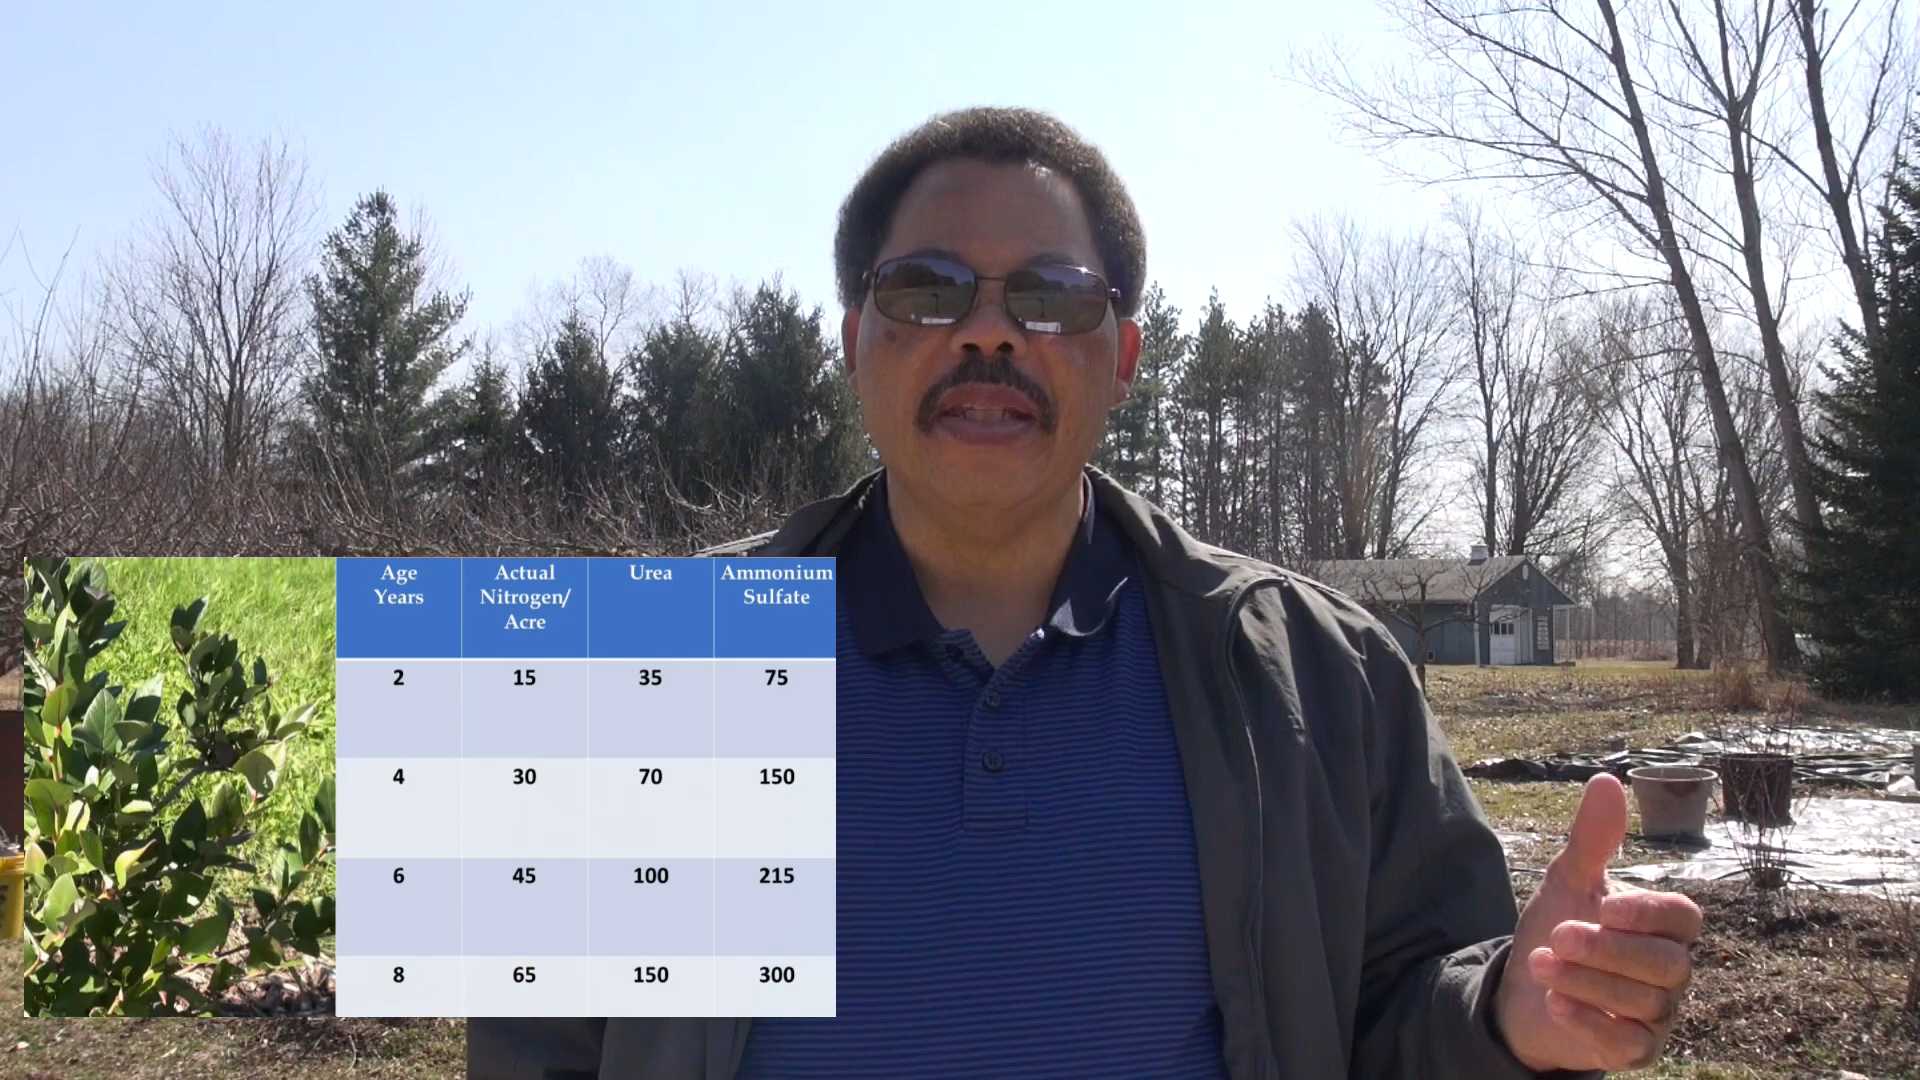 Age
Years
Actual
Nitrogen/
Acre
Urea
Ammonium
Sulfate
2 15 35 75
4 30 70 150
6 45 100 215
8 65 150 300